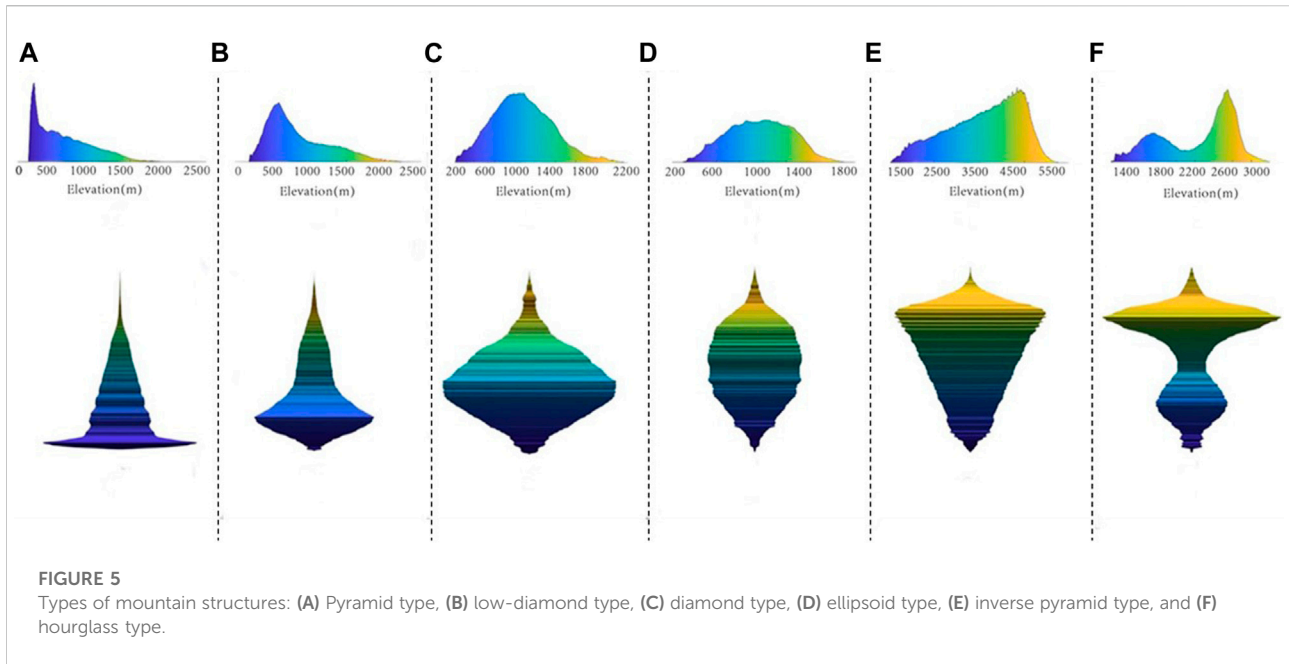 A B C D E F
0 500 1000 1500 2000 2500
Elevation(m)
0 500 1000 1500 2000 2500
Elevation(m)
200 600 1000 1400 1800 2200
Elevation(m)
200 600 1000 1400 1800
Elevation(m)
1500 2500 3500 4500 5500
Elevation(m)
1400 1800 2200 2600 3000
Elevation(m)
FIGURE 5
Types of mountain structures: (A) Pyramid type, (B) low-diamond type, (C) diamond type, (D) ellipsoid type, (E) inverse pyramid type, and (F)
hourglass type.